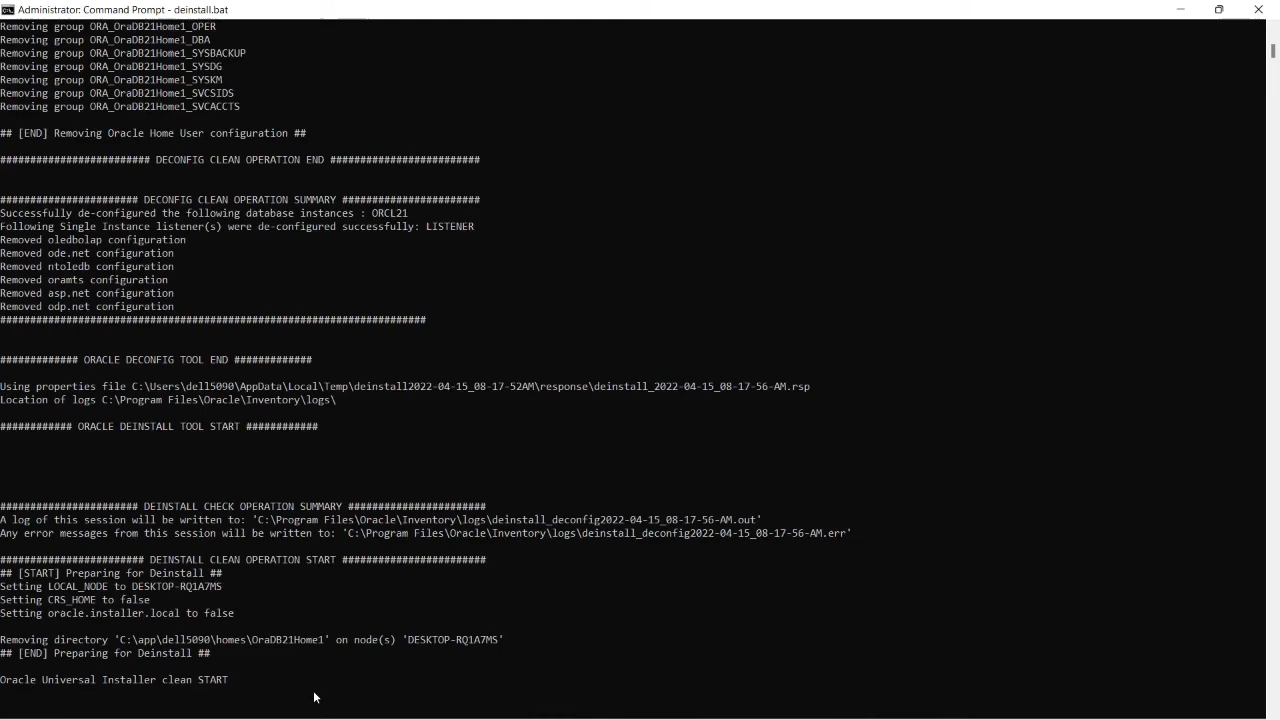 Administrator: Command Prompt - deinstall.bat
Removing group ORA_OraDB21Home1_OPER
Removing group ORA_OraDB21Home1_DBA
Removing group ORA_OraDB21Home1_SYSBACKUP
Removing group ORA_OraDB21Home1_SYSDG
Removing group ORA_OraDB21Home1_SYSKM
Removing group ORA_OraDB21Home1_SVCSIDS
Removing group ORA_OraDB21Home1_SVCACCTS
## [END] Removing Oracle Home User configuration ##
######################### DECONFIG CLEAN OPERATION END #########################
####################### DECONFIG CLEAN OPERATION SUMMARY #######################
Successfully de-configured the following database instances : ORCL21
Following Single Instance listener(s) were de-configured successfully: LISTENER
Removed oledbolap configuration
Removed ode.net configuration
Removed ntoledb configuration
Removed oramts configuration
Removed asp.net configuration
Removed odp.net configuration
#######################################################################
############# ORACLE DECONFIG TOOL END #############
Using properties file C:\Users\dell5090\AppData\Local\Temp\deinstall2022-04-15_08-17-52AM\response\deinstall_2022-04-15_08-17-56-AM.rsp
Location of logs C:\Program Files\Oracle\Inventory\logs\
############ ORACLE DEINSTALL TOOL START ############
####################### DEINSTALL CHECK OPERATION SUMMARY #######################
A log of this session will be written to: 'C:\Program Files\Oracle\Inventory\logs\deinstall_deconfig2022-04-15_08-17-56-AM.out'
Any error messages from this session will be written to: 'C:\Program Files\Oracle\Inventory\logs\deinstall_deconfig2022-04-15_08-17-56-AM.err'
######################## DEINSTALL CLEAN OPERATION START ########################
## [START] Preparing for Deinstall ##
Setting LOCAL_NODE to DESKTOP-RQ1A7MS
Setting CRS_HOME to false
Setting oracle.installer.local to false
Removing directory 'C:\app\dell5090\homes\OraDB21Home1' on node(s) 'DESKTOP-RQ1A7MS'
## [END] Preparing for Deinstall ##
Oracle Universal Installer clean START